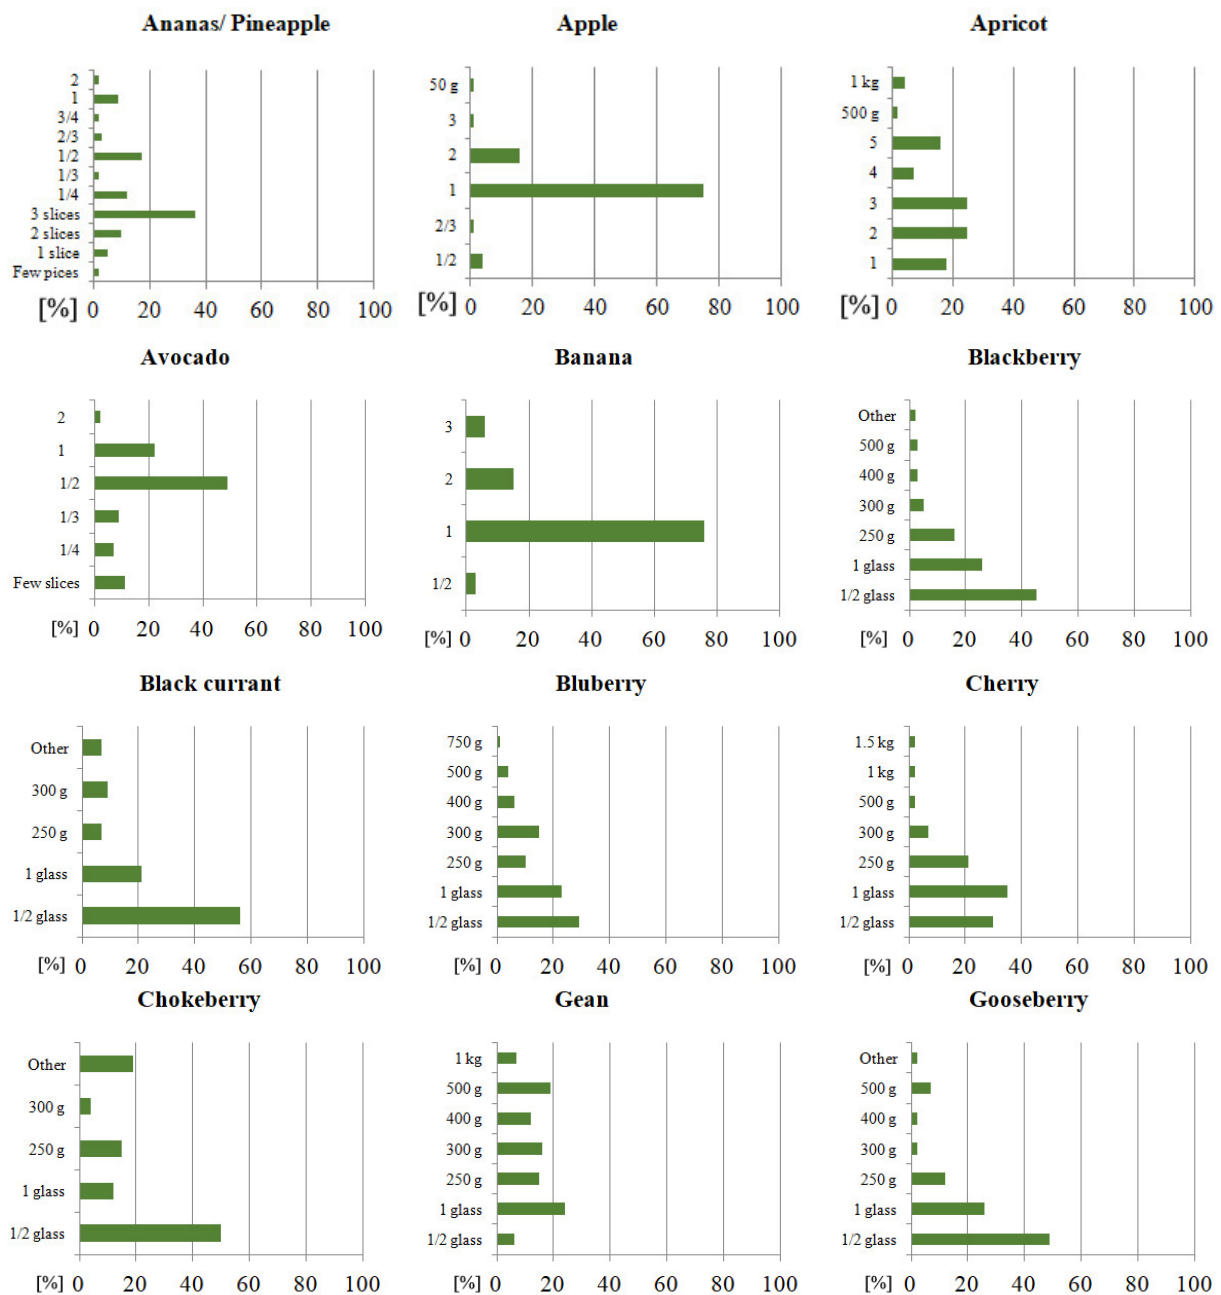 Ananas/ Pineapple
2
1
3/4
2/3
1/2
1/3
1/4
3 slices
2 slices
1 slice
Few pices
[%] 0 20 40 60 80 100
Apple
50 g
3
2
1
2/3
1/2
[%] 0 20 40 60 80 100
Apricot
1 kg
500 g
5
4
3
2
1
[%] 0 20 40 60 80 100
Avocado
2
1
1/2
1/3
1/4
Few slices
[%] 0 20 40 60 80 100
Banana
3
2
1
1/2
[%] 0 20 40 60 80 100
Blackberry
Other
500 g
400 g
300 g
250 g
1 glass
1/2 glass
[%] 0 20 40 60 80 100
Black currant
Other
300 g
250 g
1 glass
1/2 glass
[%] 0 20 40 60 80 100
Bluberry
750 g
500 g
400 g
300 g
250 g
1 glass
1/2 glass
[%] 0 20 40 60 80 100
Cherry
1.5 kg
1 kg
500 g
300 g
250 g
1 glass
1/2 glass
[%] 0 20 40 60 80 100
Chokeberry
Other
300 g
250 g
1 glass
1/2 glass
[%] 0 20 40 60 80 100
Gean
1 kg
500 g
400 g
300 g
250 g
1 glass
1/2 glass
[%] 0 20 40 60 80 100
Gooseberry
Other
500 g
400 g
300 g
250 g
1 glass
1/2 glass
[%] 0 20 40 60 80 100